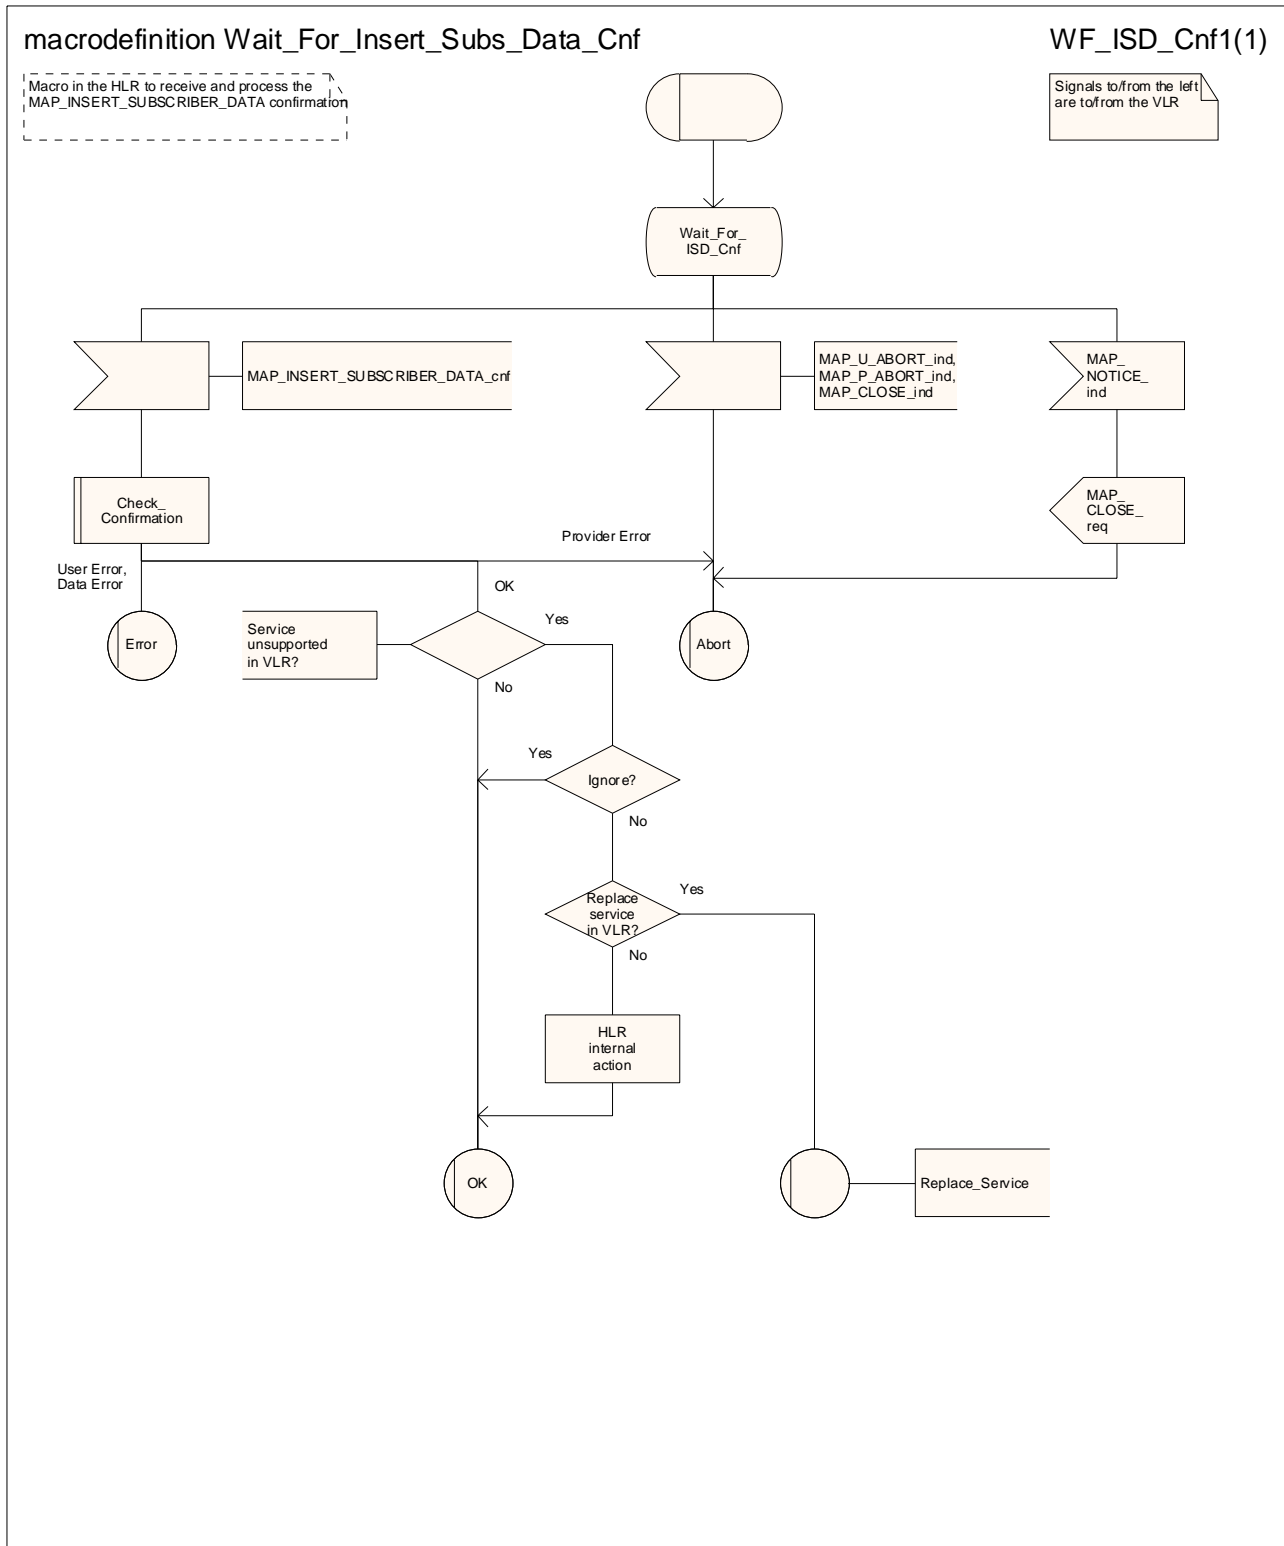 macrodefinition Wait_For_Insert_Subs_Data_Cnf
WF_ISD_Cnf1(1)
Macro in the HLR to receive and process the
MAP_INSERT_SUBSCRIBER_DATA confirmation
Signals to/from the left
are to/from the VLR
Wait_For_
ISD_Cnf
MAP_INSERT_SUBSCRIBER_DATA_cnf
MAP_U_ABORT_ind,
MAP_P_ABORT_ind,
MAP_CLOSE_ind
MAP_
NOTICE_
ind
Check_
Confirmation
MAP_
CLOSE_
req
Provider Error
User Error,
Data Error
OK
Error
Service
unsupported
in VLR?
Yes
Abort
No
Yes
Ignore?
No
Replace
service
in VLR?
Yes
No
HLR
internal
action
OK
Replace_Service